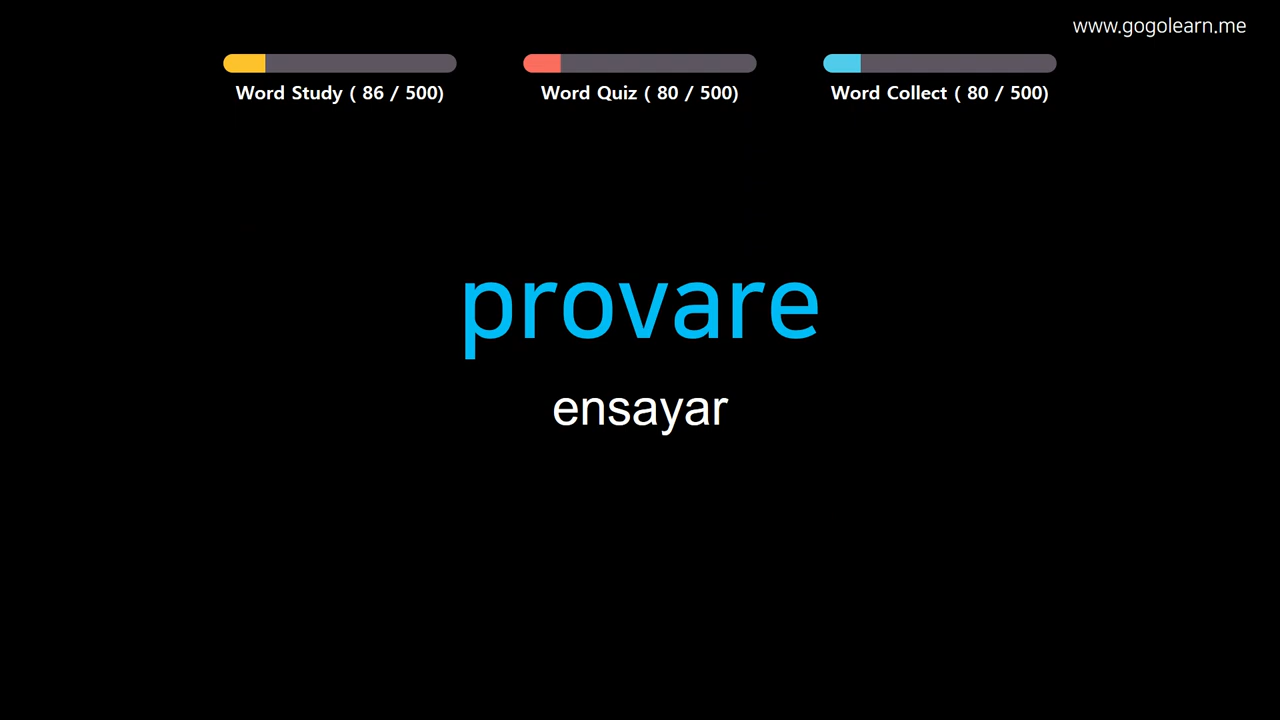 www.gogolearn.me
Word Study ( 86 / 500)
Word Quiz ( 80 / 500)
Word Collect ( 80 / 500)
provare
ensayar